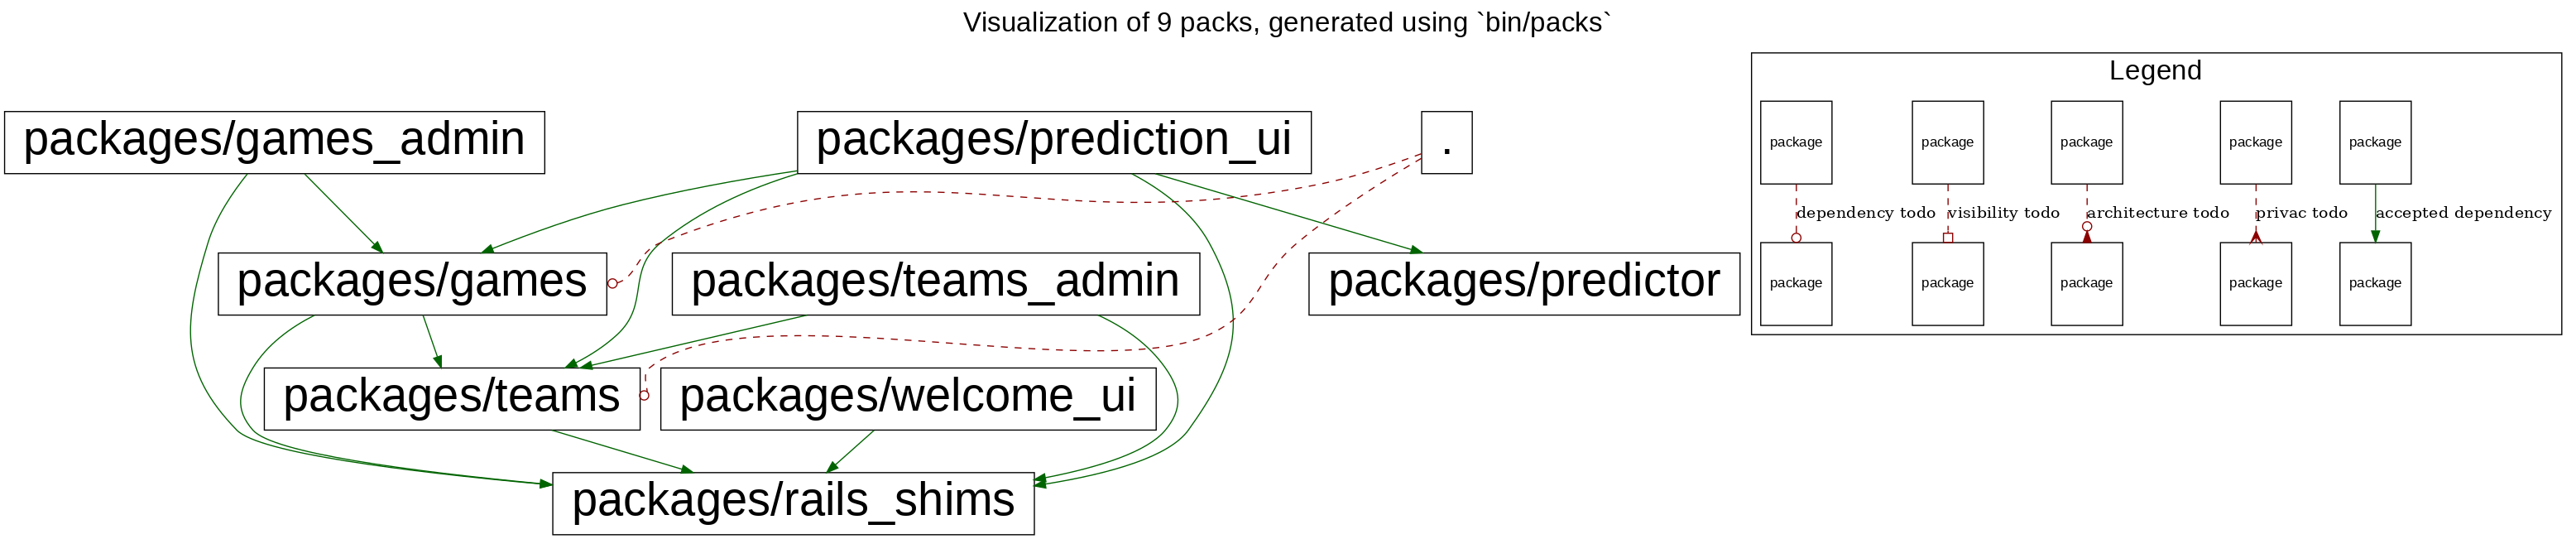 Visualization of 9 packs, generated using `bin/packs`
packages/games_admin
packages/prediction_ui
.
packages/games
packages/teams_admin
packages/predictor
packages/teams
packages/welcome_ui
packages/rails_shims
Legend
package
package
package
package
package
dependency todo
visibility todo
architecture todo
privac todo
accepted dependency
package
package
package
package
package